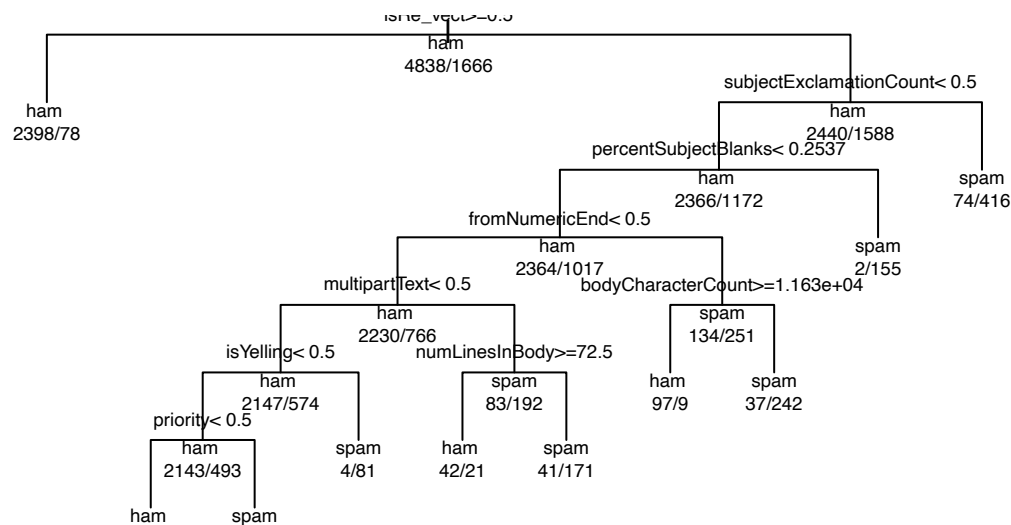 isRe_vect>=0.5
ham
4838/1666
subjectExclamationCount< 0.5
ham
2398/78
ham
2440/1588
percentSubjectBlanks< 0.2537
ham
2366/1172
spam
74/416
fromNumericEnd< 0.5
ham
2364/1017
spam
2/155
multipartText< 0.5
bodyCharacterCount>=1.163e+04
ham
2230/766
spam
134/251
isYelling< 0.5
numLinesInBody>=72.5
ham
2147/574
spam
83/192
ham
97/9
spam
37/242
priority< 0.5
ham
2143/493
spam
4/81
ham
42/21
spam
41/171
ham
spam